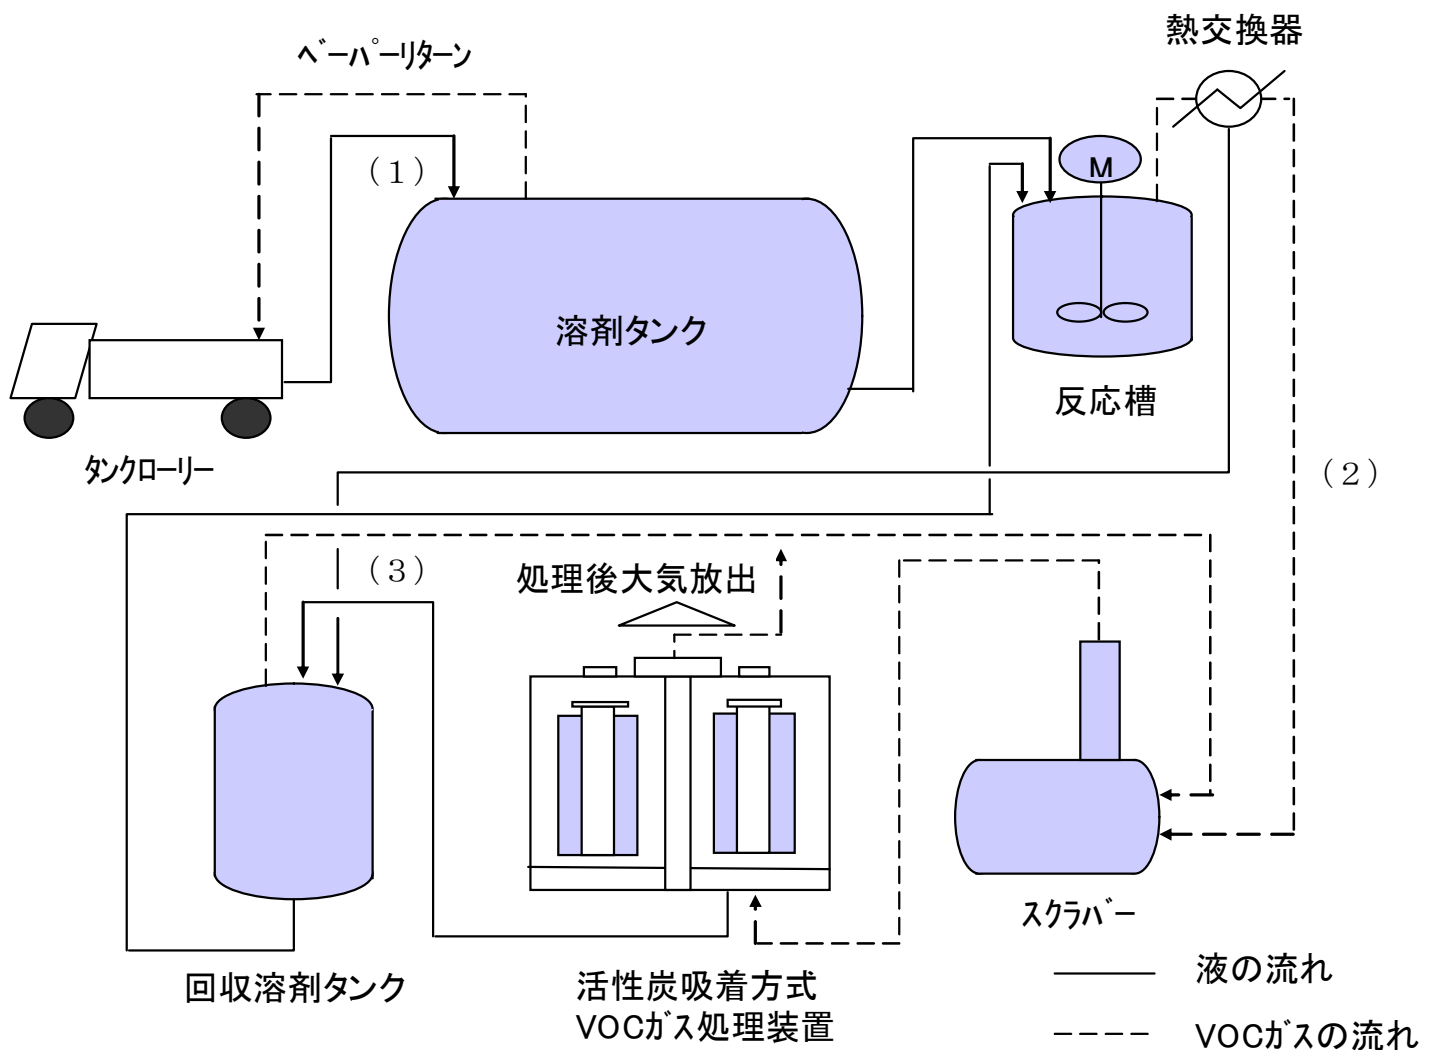 熱交換器
ﾍﾞｰﾊﾟｰﾘﾀｰﾝ
（１）
M
溶剤タンク
反応槽
ﾀﾝｸﾛｰﾘｰ
（２）
（３）
処理後大気放出
ｽｸﾗﾊﾞｰ
回収溶剤タンク
活性炭吸着方式
VOCｶﾞｽ処理装置
液の流れ
VOCｶﾞｽの流れ